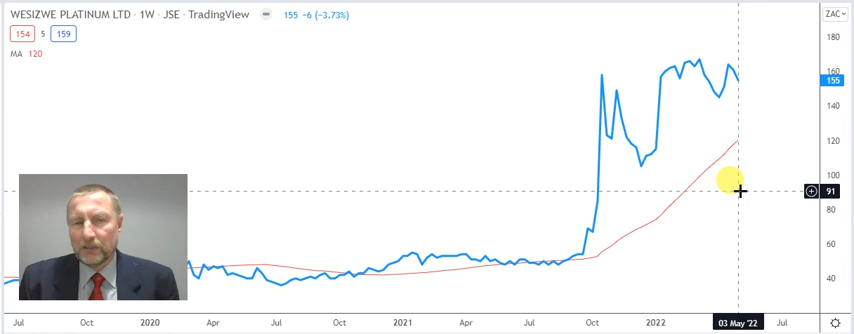 WESIZWE PLATINUM LTD · 1W · JSE · TradingView 155 −6 (−3.73%) ZAC
154 5 159
MA 120
180
160
155
140
120
100
91
80
60
40
Jul Oct 2020 Apr Jul Oct 2021 Apr Jul Oct 2022 03 May '22 Jul